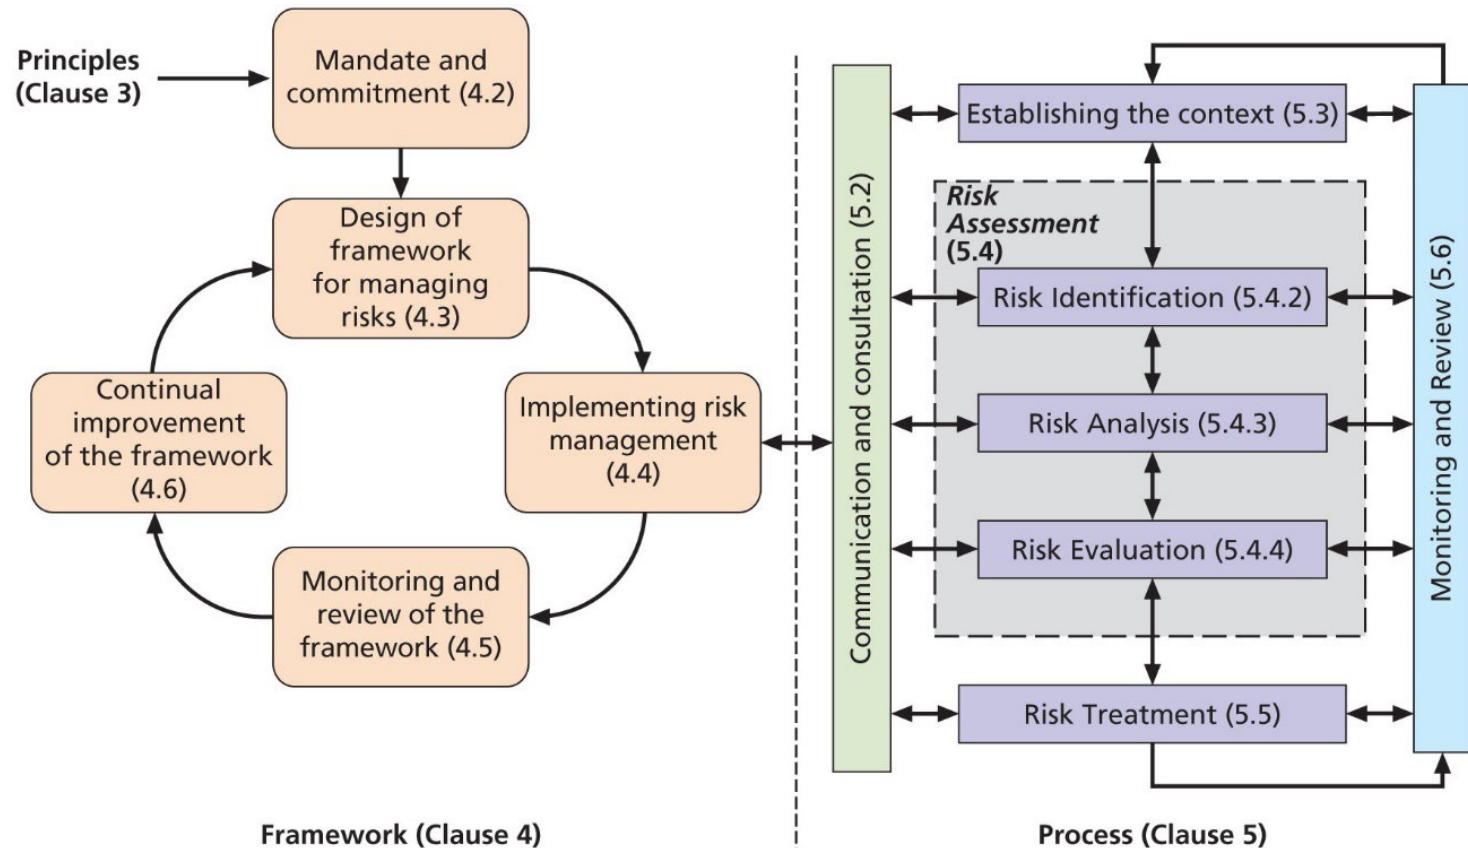 Principles
(Clause 3)
Mandate and
commitment (4.2)
Design of
framework
for managing
risks (4.3)
Continual
improvement
of the framework
(4.6)
Implementing risk
management
(4.4)
Monitoring and
review of the
framework (4.5)
Framework (Clause 4)
Communication and consultation (5.2)
Establishing the context (5.3)
Risk
Assessment
(5.4)
Risk Identification (5.4.2)
Risk Analysis (5.4.3)
Risk Evaluation (5.4.4)
Risk Treatment (5.5)
Monitoring and Review (5.6)
Process (Clause 5)